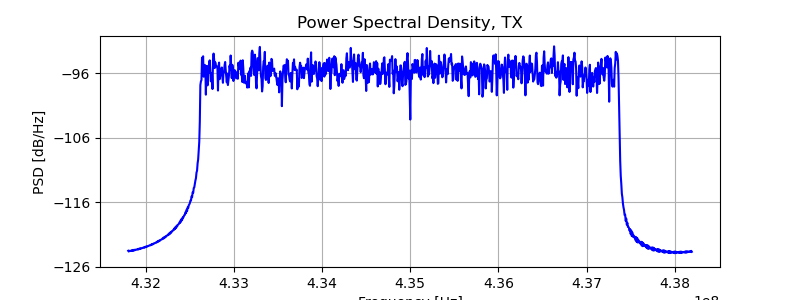 Power Spectral Density, TX
PSD [dB/Hz]
−96
−106
−116
−126
4.32 4.33 4.34 4.35 4.36 4.37 4.38
Frequency [Hz]
1e8